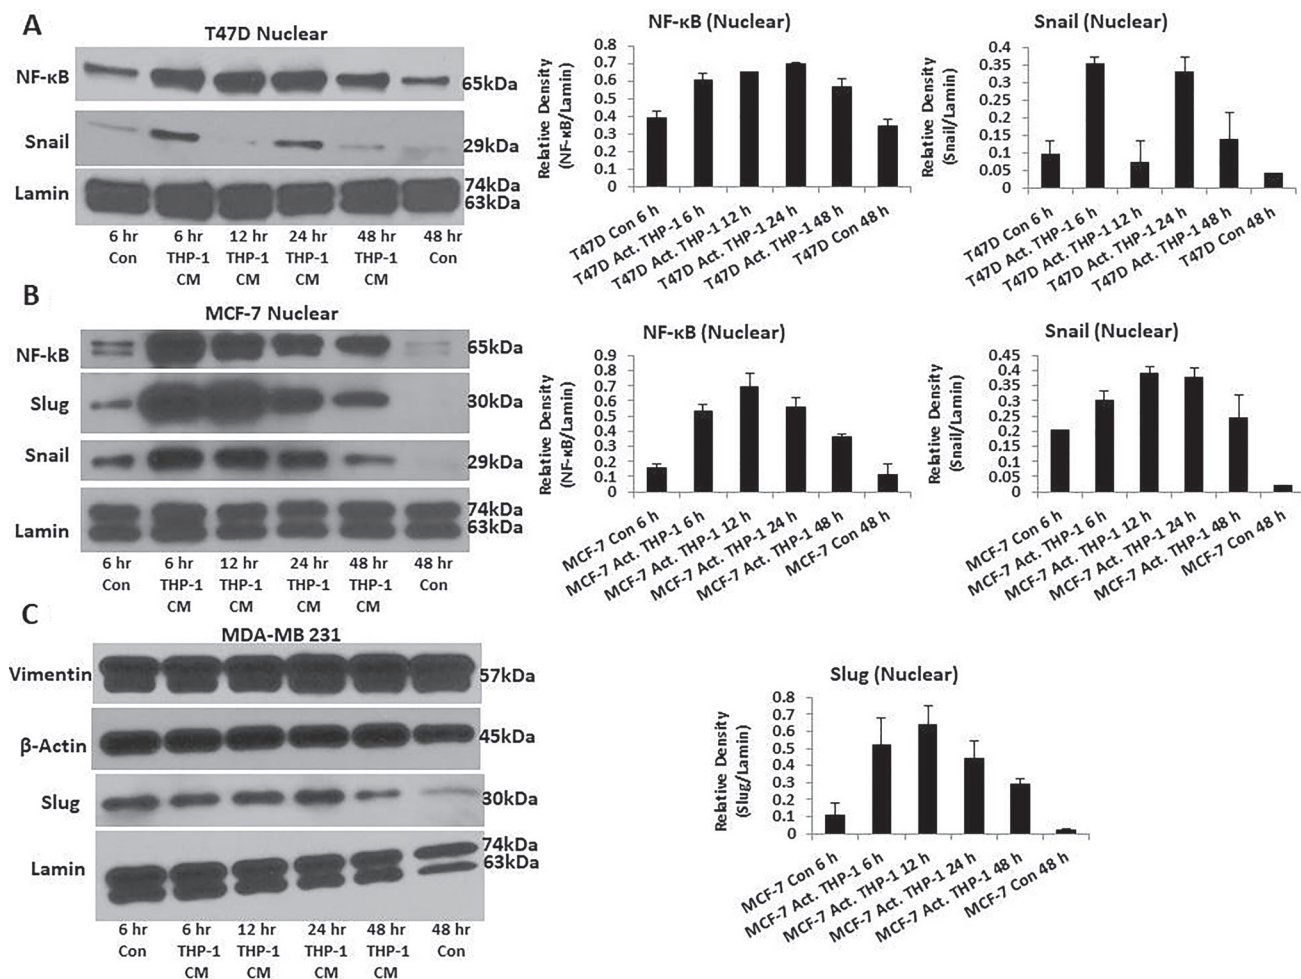 A
T47D Nuclear
NF-κB
65kDa
Snail
29kDa
Lamin
74kDa
63kDa
6 hr 6 hr 12 hr 24 hr 48 hr 48 hr
Con THP-1 THP-1 THP-1 THP-1 Con
CM CM CM CM
NF-κB (Nuclear)
Relative Density
(NF-κB/Lamin)
0.8
0.7
0.6
0.5
0.4
0.3
0.2
0.1
0
T47D Con 6 h
T47D Act. THP-1 6 h
T47D Act. THP-1 12 h
T47D Act. THP-1 24 h
T47D Act. THP-1 48 h
T47D Con 48 h
Snail (Nuclear)
Relative Density
(Snail/Lamin)
0.4
0.35
0.3
0.25
0.2
0.15
0.1
0.05
0
T47D Con 6 h
T47D Act. THP-1 6 h
T47D Act. THP-1 12 h
T47D Act. THP-1 24 h
T47D Act. THP-1 48 h
T47D Con 48 h
B
MCF-7 Nuclear
NF-kB
65kDa
Slug
30kDa
Snail
29kDa
Lamin
74kDa
63kDa
6 hr 6 hr 12 hr 24 hr 48 hr 48 hr
Con THP-1 THP-1 THP-1 THP-1 Con
CM CM CM CM
NF-κB (Nuclear)
Relative Density
(NF-κB/Lamin)
0.9
0.8
0.7
0.6
0.5
0.4
0.3
0.2
0.1
0
MCF-7 Con 6 h
MCF-7 Act. THP-1 6 h
MCF-7 Act. THP-1 12 h
MCF-7 Act. THP-1 24 h
MCF-7 Act. THP-1 48 h
MCF-7 Con 48 h
Snail (Nuclear)
Relative Density
(Snail/Lamin)
0.45
0.4
0.35
0.3
0.25
0.2
0.15
0.1
0.05
0
MCF-7 Con 6 h
MCF-7 Act. THP-1 6 h
MCF-7 Act. THP-1 12 h
MCF-7 Act. THP-1 24 h
MCF-7 Act. THP-1 48 h
MCF-7 Con 48 h
C
MDA-MB 231
Vimentin
57kDa
β-Actin
45kDa
Slug
30kDa
Lamin
74kDa
63kDa
6 hr 6 hr 12 hr 24 hr 48 hr 48 hr
Con THP-1 THP-1 THP-1 THP-1 Con
CM CM CM CM
Slug (Nuclear)
Relative Density
(Slug/Lamin)
0.8
0.7
0.6
0.5
0.4
0.3
0.2
0.1
0
MCF-7 Con 6 h
MCF-7 Act. THP-1 6 h
MCF-7 Act. THP-1 12 h
MCF-7 Act. THP-1 24 h
MCF-7 Act. THP-1 48 h
MCF-7 Con 48 h